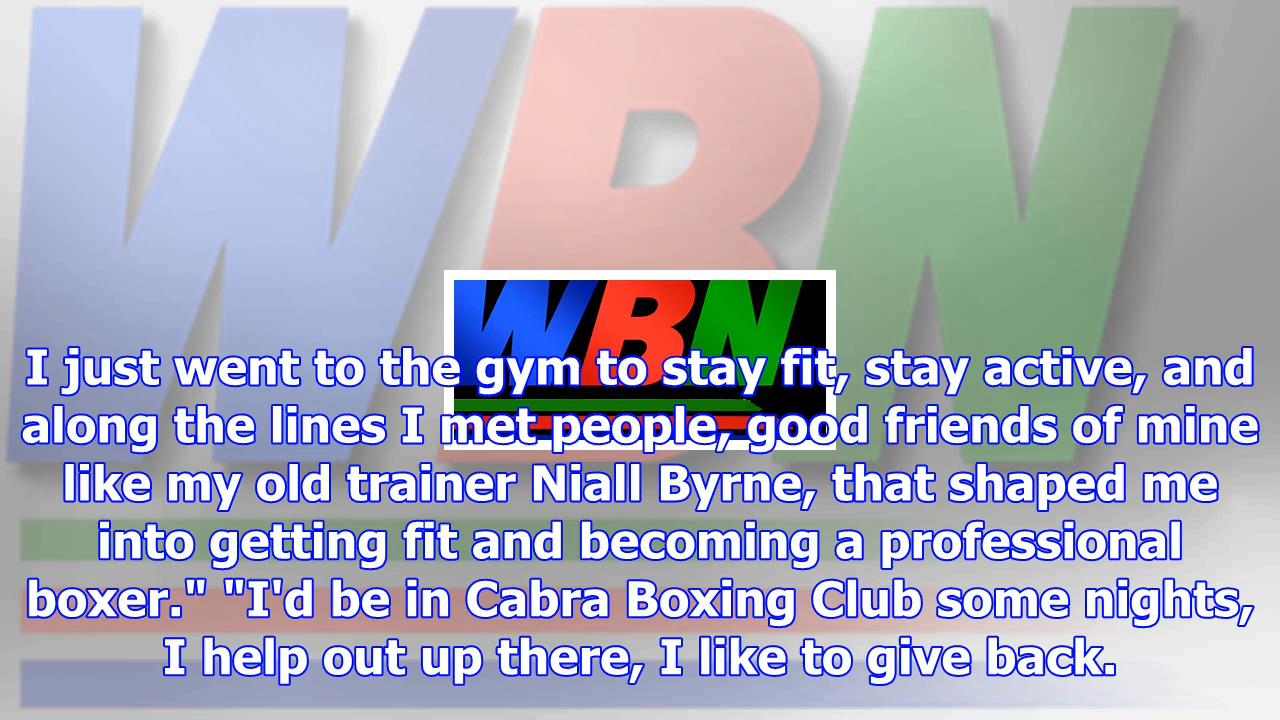 WBN
WBN
I just went to the gym to stay fit, stay active, and
along the lines I met people, good friends of mine
like my old trainer Niall Byrne, that shaped me
into getting fit and becoming a professional
boxer." "I'd be in Cabra Boxing Club some nights,
I help out up there, I like to give back.